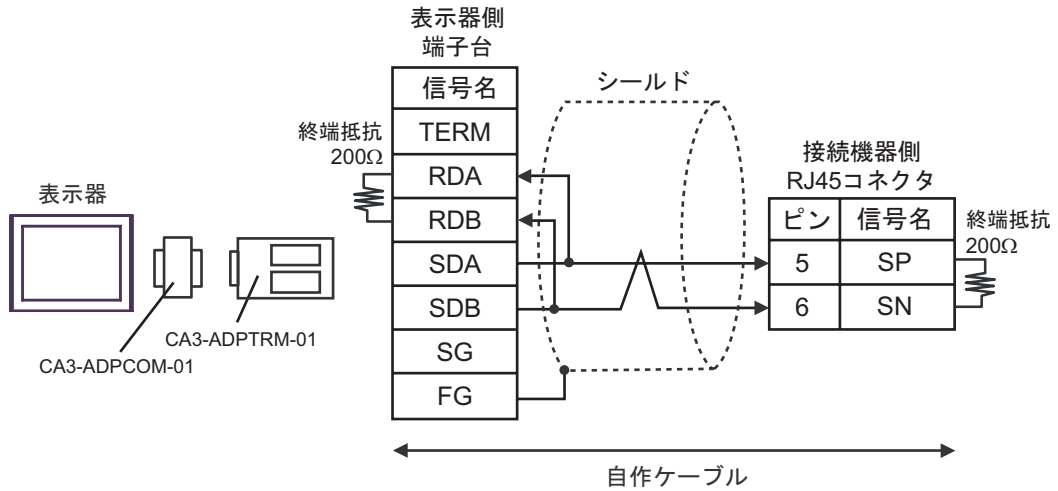 表示器側
端子台
信号名
TERM
RDA
RDB
SDA
SDB
SG
FG
終端抵抗
200Ω
シールド
接続機器側
RJ45コネクタ
ピン 信号名
5 SP
6 SN
終端抵抗
200Ω
表示器
CA3-ADPTRM-01
CA3-ADPCOM-01
自作ケーブル